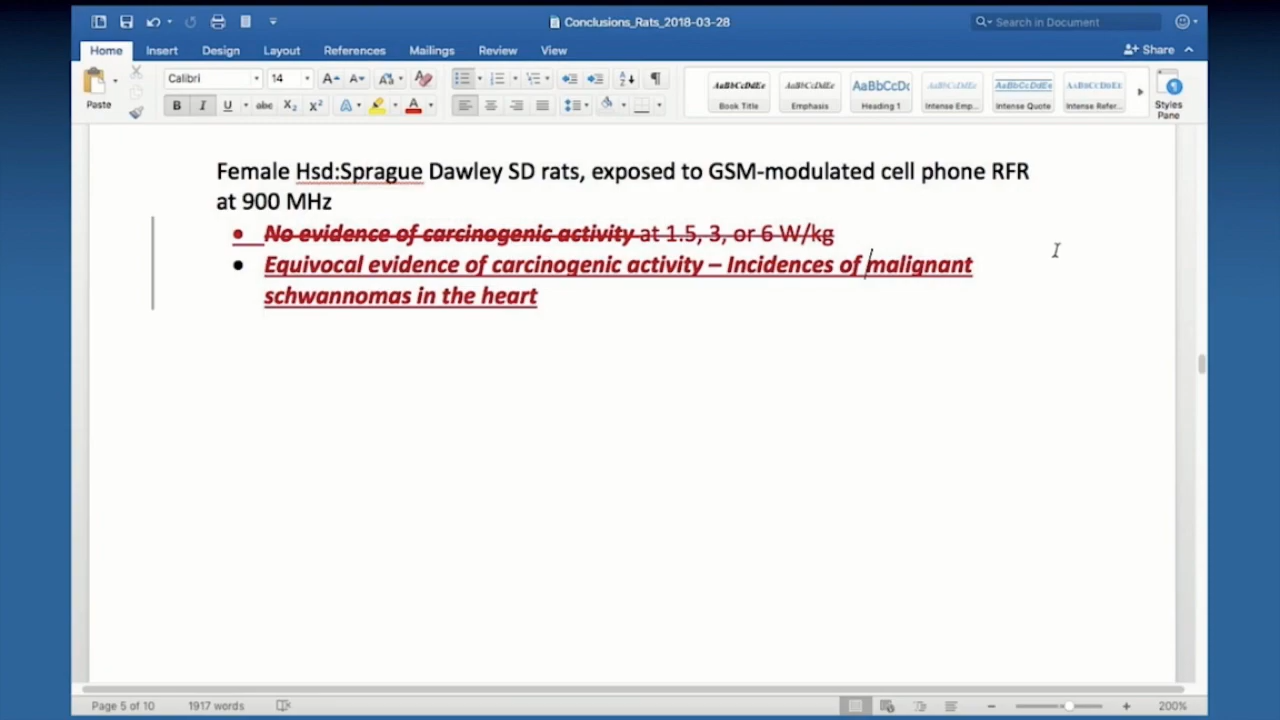 Conclusions_Rats_2018-03-28
Search in Document
Home Insert Design Layout References Mailings Review View Share
Calibri 14
AaBbCcDdEe AaBbCcDdEe AaBbCcDc AaBbCcDdEe AaBbCcDdEe AaBbCcDdEe
Paste Book Title Emphasis Heading 1 Intense Emp... Intense Quote Intense Refer... Styles Pane
B I U abc X₂ X² A A
Female Hsd:Sprague Dawley SD rats, exposed to GSM-modulated cell phone RFR
at 900 MHz
• No evidence of carcinogenic activity at 1.5, 3, or 6 W/kg
• Equivocal evidence of carcinogenic activity – Incidences of malignant
schwannomas in the heart
Page 5 of 10 1917 words 200%